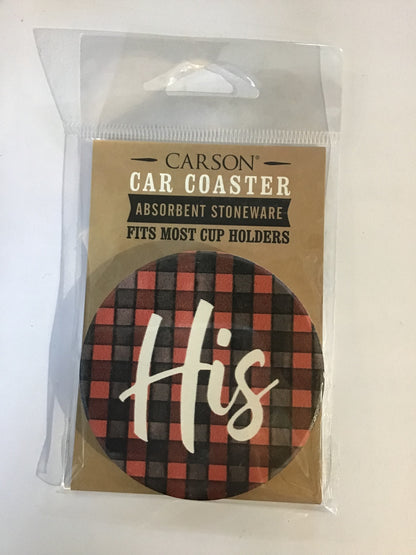 CARSON®
CAR COASTER
ABSORBENT STONEWARE
FITS MOST CUP HOLDERS
His